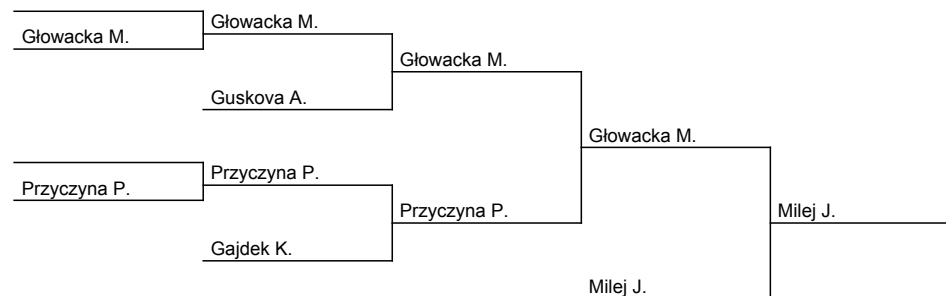 Głowacka M.
Głowacka M.
Głowacka M.
Guskova A.
Głowacka M.
Przyczyna P.
Przyczyna P.
Przyczyna P.
Milej J.
Gajdek K.
Milej J.